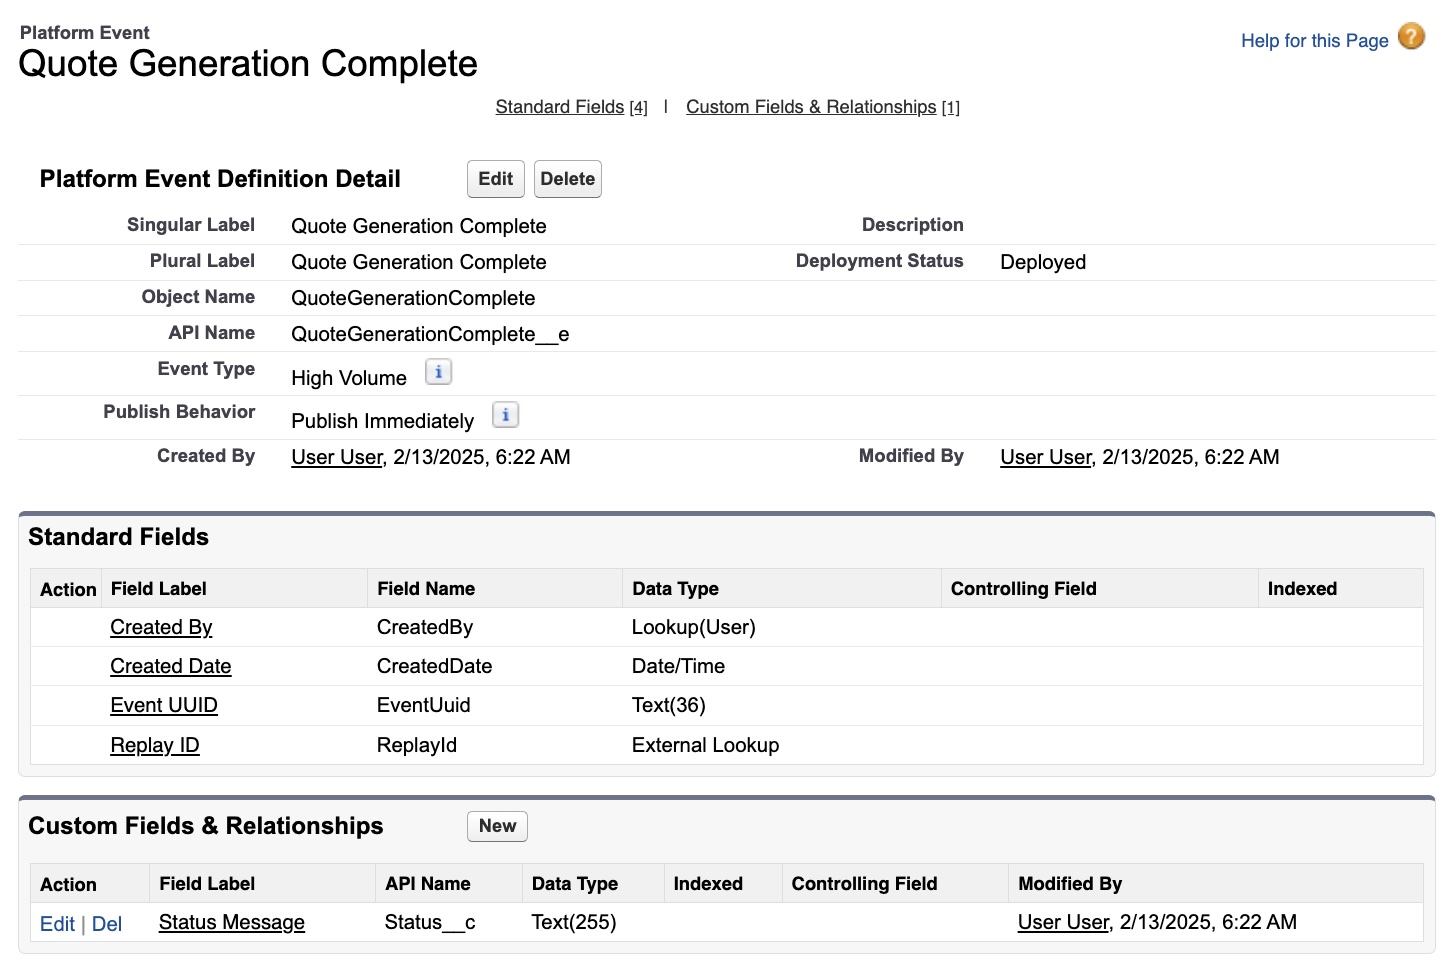 Platform Event
Quote Generation Complete
Help for this Page ?
Standard Fields [4] | Custom Fields & Relationships [1]
Platform Event Definition Detail Edit Delete
Singular Label Quote Generation Complete Description
Plural Label Quote Generation Complete Deployment Status Deployed
Object Name QuoteGenerationComplete
API Name QuoteGenerationComplete__e
Event Type High Volume i
Publish Behavior Publish Immediately i
Created By User User, 2/13/2025, 6:22 AM Modified By User User, 2/13/2025, 6:22 AM
Standard Fields
Action Field Label Field Name Data Type Controlling Field Indexed
Created By CreatedBy Lookup(User)
Created Date CreatedDate Date/Time
Event UUID EventUuid Text(36)
Replay ID ReplayId External Lookup
Custom Fields & Relationships New
Action Field Label API Name Data Type Indexed Controlling Field Modified By
Edit | Del Status Message Status__c Text(255) User User, 2/13/2025, 6:22 AM